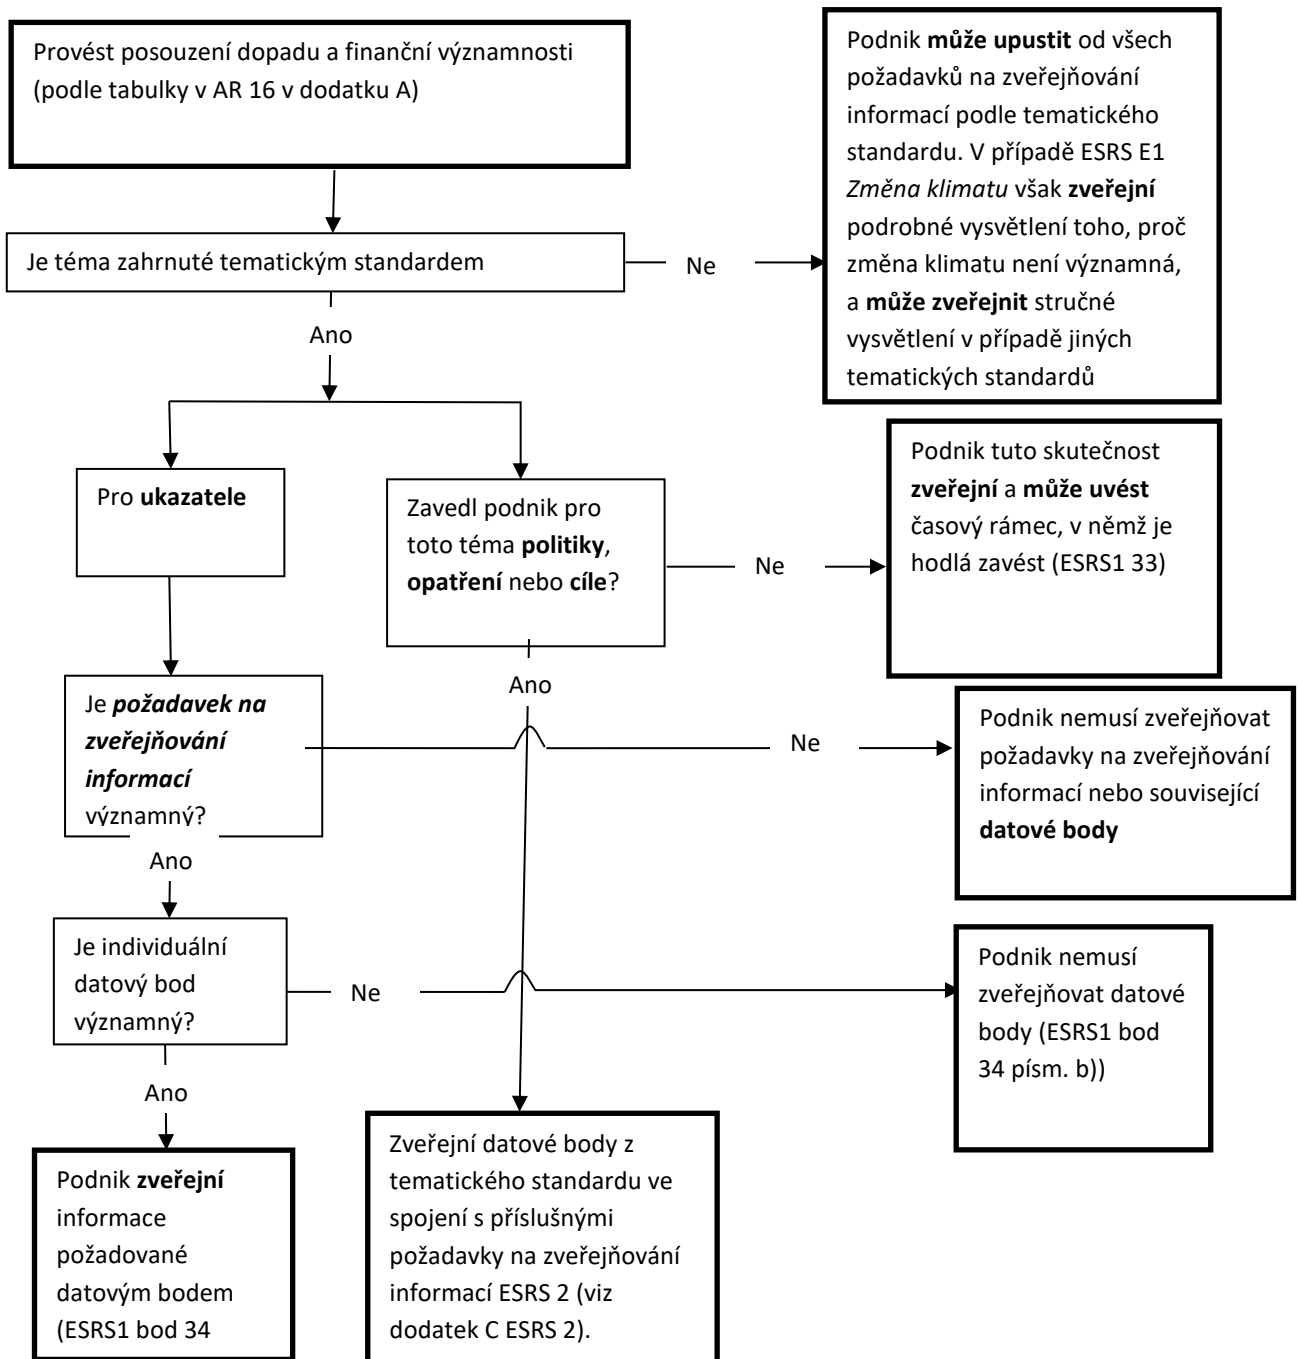 Provést posouzení dopadu a finanční významnosti
(podle tabulky v AR 16 v dodatku A)
Podnik může upustit od všech
požadavků na zveřejňování
informací podle tematického
standardu. V případě ESRS E1
Změna klimatu však zveřejní
podrobné vysvětlení toho, proč
změna klimatu není významná,
a může zveřejnit stručné
vysvětlení v případě jiných
tematických standardů
Je téma zahrnuté tematickým standardem
Ne
Ano
Pro ukazatele
Zavedl podnik pro
toto téma politiky,
opatření nebo cíle?
Ne
Podnik tuto skutečnost
zveřejní a může uvést
časový rámec, v němž je
hodlá zavést (ESRS1 33)
Ano
Je požadavek na
zveřejňování
informací
významný?
Ne
Podnik nemusí zveřejňovat
požadavky na zveřejňování
informací nebo související
datové body
Ano
Je individuální
datový bod
významný?
Ne
Podnik nemusí
zveřejňovat datové
body (ESRS1 bod
34 písm. b))
Ano
Podnik zveřejní
informace
požadované
datovým bodem
(ESRS1 bod 34
Zveřejní datové body z
tematického standardu ve
spojení s příslušnými
požadavky na zveřejňování
informací ESRS 2 (viz
dodatek C ESRS 2).